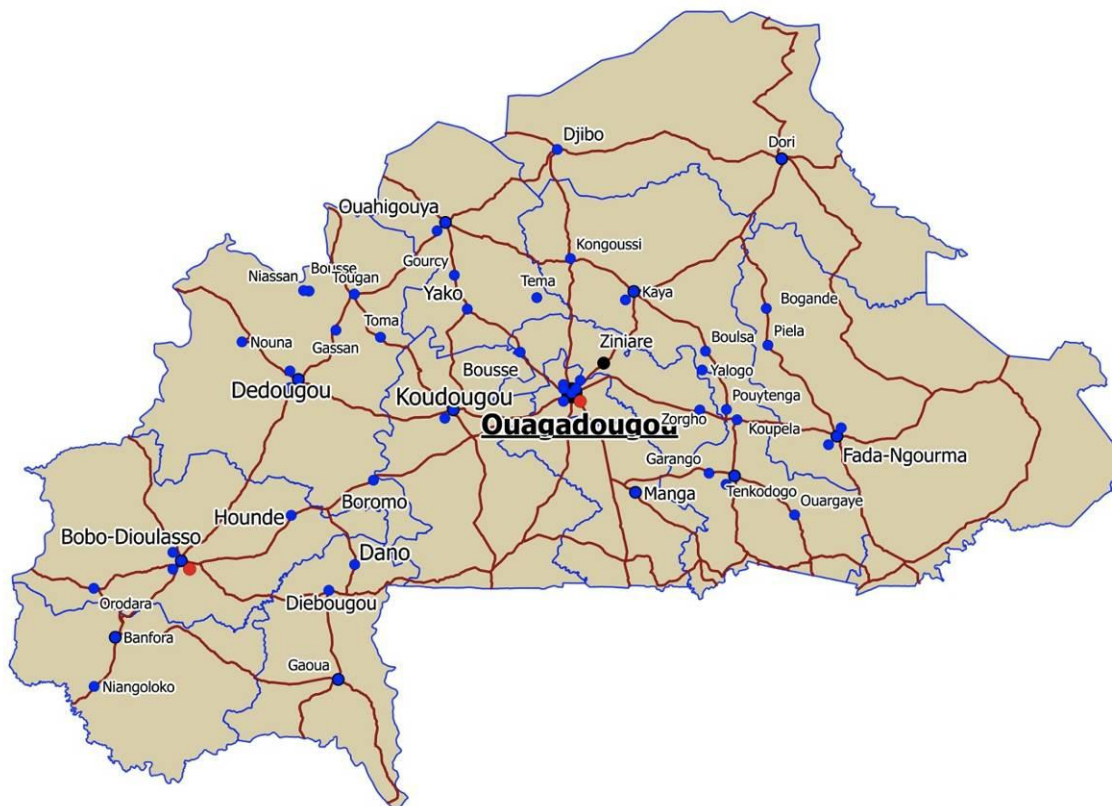 Djibo
Dori
Ouahigouya
Gourcy
Kongoussi
Niassan
Bousse
Tougan
Yako
Tema
Kaya
Bogande
Nouna
Gassan
Toma
Bousse
Ziniare
Boulsa
Piela
Yalogo
Dedougou
Koudougou
Ouagadougou
Zorgho
Pouytenga
Koupela
Fada-Ngourma
Garango
Manga
Tenkodogo
Ouargaye
Boromo
Hounde
Bobo-Dioulasso
Dano
Orodara
Diebougou
Banfora
Gaoua
Niangoloko